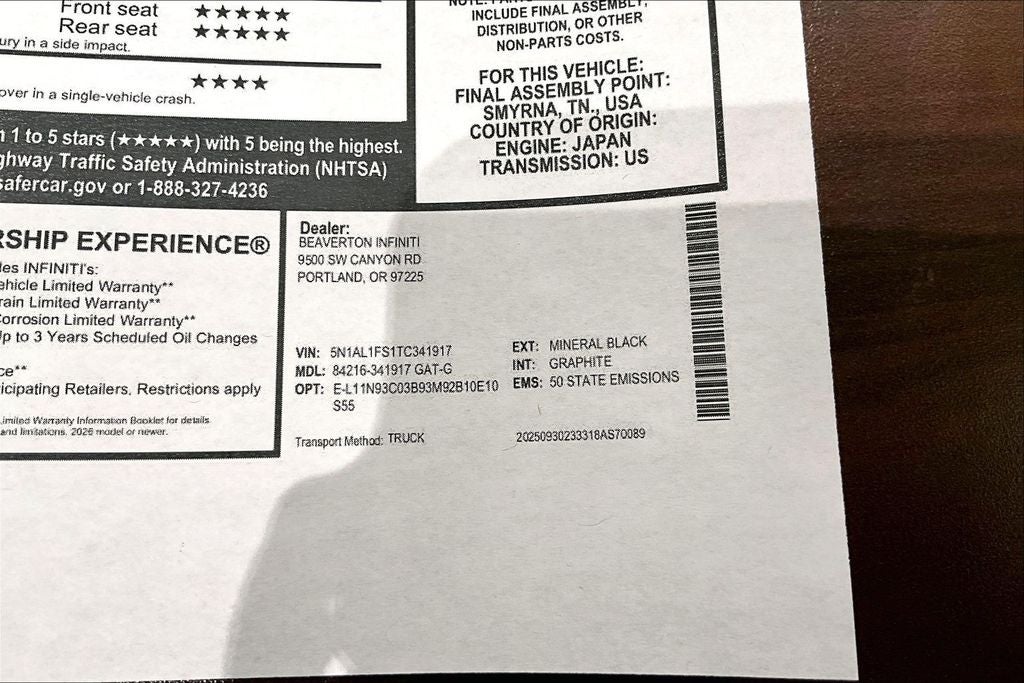 Front seat ★★★★★
Rear seat ★★★★★
ury in a side impact.
★★★★
over in a single-vehicle crash.
1 to 5 stars (★★★★★) with 5 being the highest.
ghway Traffic Safety Administration (NHTSA)
safercar.gov or 1-888-327-4236
INCLUDE FINAL ASSEMBLY,
DISTRIBUTION, OR OTHER
NON-PARTS COSTS.
FOR THIS VEHICLE:
FINAL ASSEMBLY POINT:
SMYRNA, TN., USA
COUNTRY OF ORIGIN:
ENGINE: JAPAN
TRANSMISSION: US
RSHIP EXPERIENCE®
des INFINITI's:
ehicle Limited Warranty**
rain Limited Warranty**
Corrosion Limited Warranty**
Up to 3 Years Scheduled Oil Changes
ce**
icipating Retailers. Restrictions apply
Limited Warranty Information Booklet for details
and limitations. 2026 model or newer.
Dealer:
BEAVERTON INFINITI
9500 SW CANYON RD
PORTLAND, OR 97225
VIN: 5N1AL1FS1TC341917
MDL: 84216-341917 GAT-G
OPT: E-L11N93C03B93M92B10E10
S55
EXT: MINERAL BLACK
INT: GRAPHITE
EMS: 50 STATE EMISSIONS
Transport Method: TRUCK
20250930233318AS70089